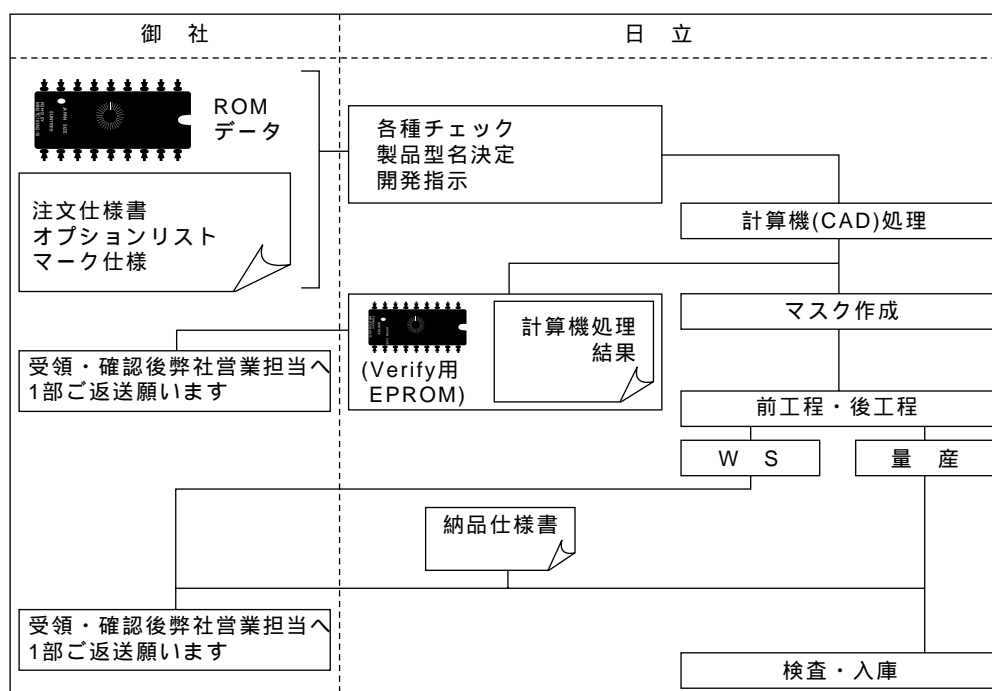 御 社
日 立
ROM
データ
注文仕様書
オプションリスト
マーク仕様
各種チェック
製品型名決定
開発指示
計算機(CAD)処理
マスク作成
計算機処理
結果
(Verify用
EPROM)
受領・確認後弊社営業担当へ
1部ご返送願います
前工程・後工程
W S
量 産
納品仕様書
受領・確認後弊社営業担当へ
1部ご返送願います
検査・入庫